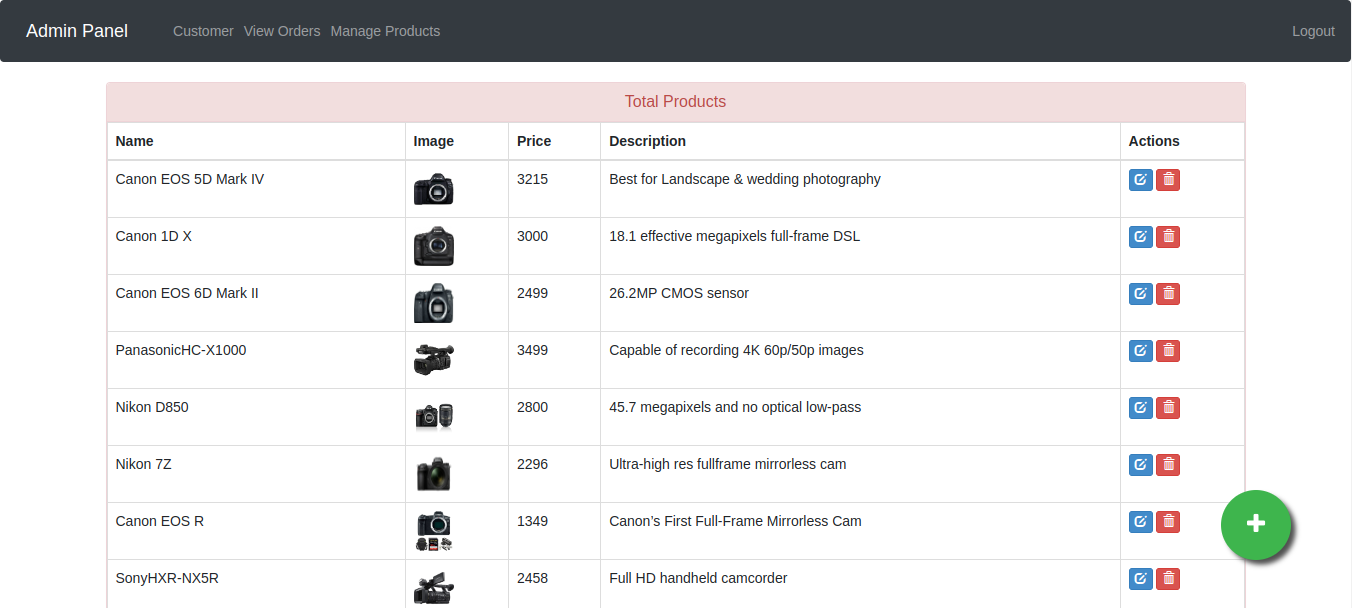 Admin Panel Customer View Orders Manage Products Logout
Total Products
Name Image Price Description Actions
Canon EOS 5D Mark IV 3215 Best for Landscape & wedding photography
Canon 1D X 3000 18.1 effective megapixels full-frame DSL
Canon EOS 6D Mark II 2499 26.2MP CMOS sensor
PanasonicHC-X1000 3499 Capable of recording 4K 60p/50p images
Nikon D850 2800 45.7 megapixels and no optical low-pass
Nikon 7Z 2296 Ultra-high res fullframe mirrorless cam
Canon EOS R 1349 Canon’s First Full-Frame Mirrorless Cam
SonyHXR-NX5R 2458 Full HD handheld camcorder